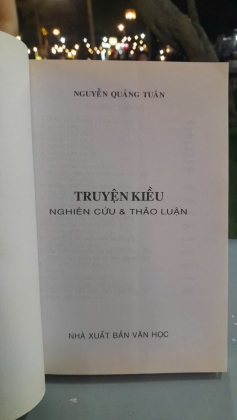 NGUYỄN QUẢNG TUÂN
TRUYỆN KIỀU
NGHIÊN CỨU & THẢO LUẬN
NHÀ XUẤT BẢN VĂN HỌC